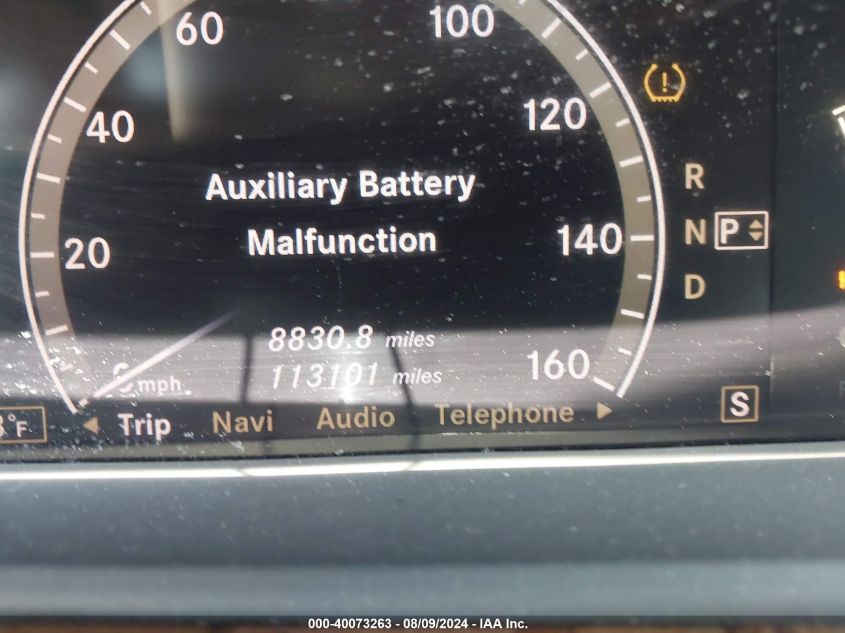 60 100
40 120
Auxiliary Battery
R
Malfunction
N P
20 140
D
8830.8 miles
113101 miles
160
mph
°F
Trip Navi Audio Telephone S
000-40073263 - 08/09/2024 - IAA Inc.